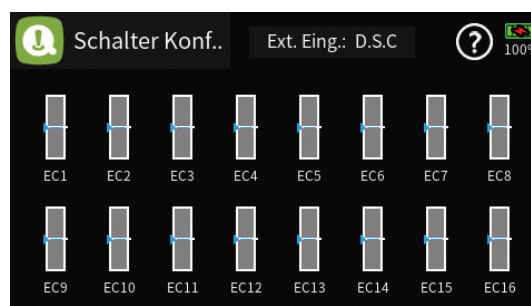 Schalter Konf.. Ext. Eing.: D.S.C ? 100%
EC1 EC2 EC3 EC4 EC5 EC6 EC7 EC8
EC9 EC10 EC11 EC12 EC13 EC14 EC15 EC16